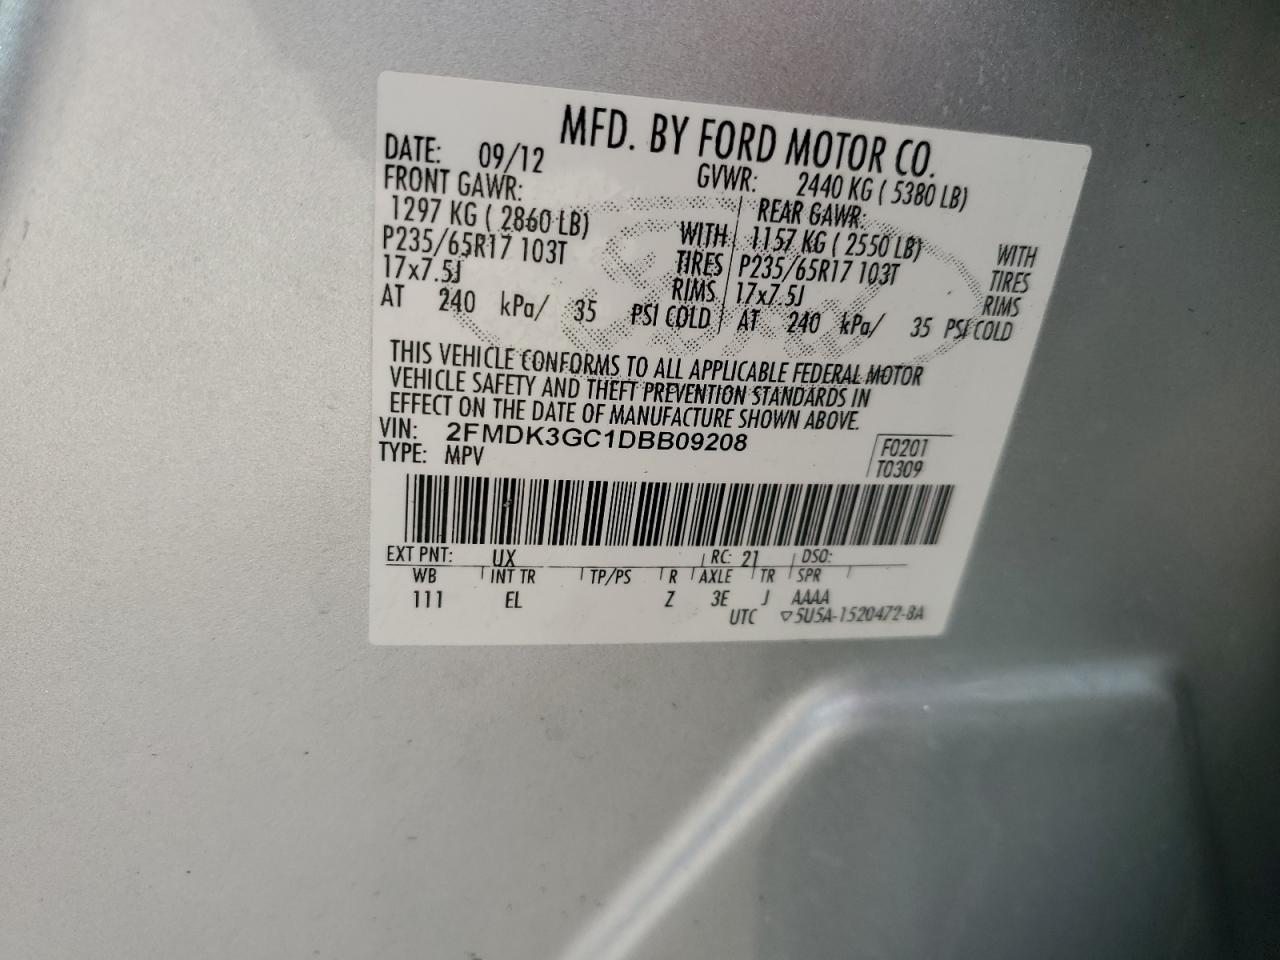 MFD. BY FORD MOTOR CO.
DATE: 09/12 GVWR: 2440 KG ( 5380 LB)
FRONT GAWR: REAR GAWR:
1297 KG ( 2860 LB) WITH 1157 KG ( 2550 LB) WITH
P235/65R17 103T TIRES P235/65R17 103T TIRES
17x7.5J RIMS 17x7.5J RIMS
AT 240 kPa/ 35 PSI COLD AT 240 kPa/ 35 PSI COLD
THIS VEHICLE CONFORMS TO ALL APPLICABLE FEDERAL MOTOR
VEHICLE SAFETY AND THEFT PREVENTION STANDARDS IN
EFFECT ON THE DATE OF MANUFACTURE SHOWN ABOVE.
VIN: 2FMDK3GC1DBB09208 F0201
TYPE: MPV T0309
EXT PNT: UX RC: 21 DSO:
WB INT TR TP/PS R AXLE TR SPR
111 EL Z 3E J AAAA
UTC ▽5U5A-1520472-BA